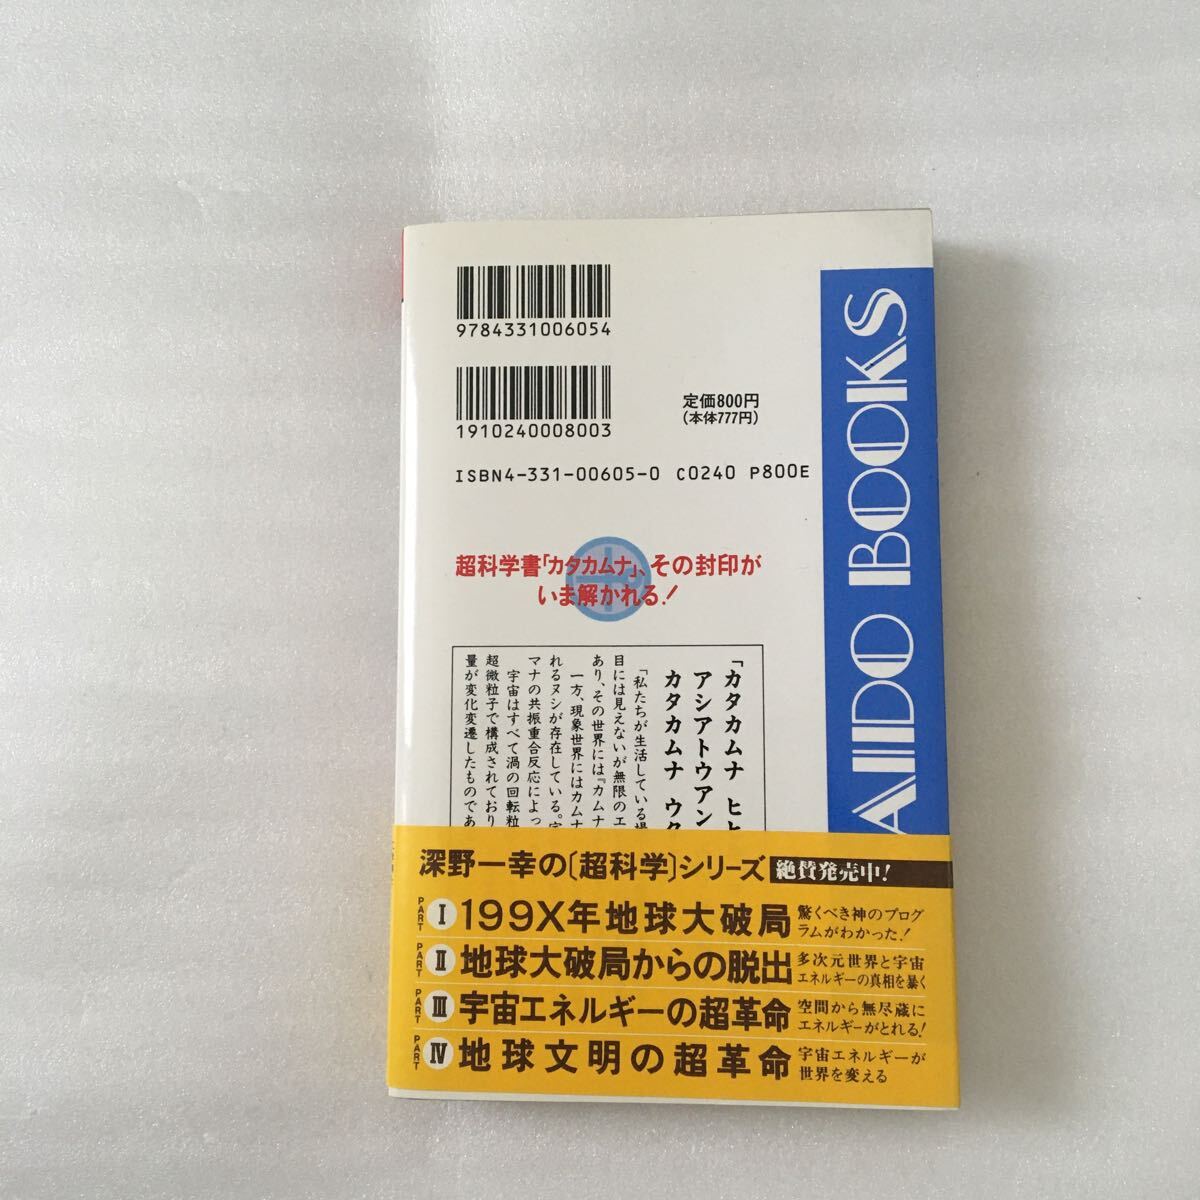 9784331006054
1910240008003
定価800円
(本体777円)
ISBN4-331-00605-0 C0240 P800E
超科学書「カタカムナ」、その封印が
いま解かれる!
「カタカムナ ヒ
アシアトウアン
カタカムナ ウタ
「私たちが生活している場
目には見えないが無限のエ
あり、その世界には『カムナ
一方、現象世界にはカムナ
れるヌシが存在している。
マナの共振重合反応によっ
宇宙はすべて渦の回転粒
超微粒子で構成されており
量が変化変遷したものであ
AIDO BOOKS
深野一幸の〔超科学〕シリーズ 絶賛発売中!
PART I 199X年地球大破局 驚くべき神のプログ
ラムがわかった!
PART II 地球大破局からの脱出 多次元世界と宇宙
エネルギーの真相を暴く
PART III 宇宙エネルギーの超革命 空間から無尽蔵に
エネルギーがとれる!
PART IV 地球文明の超革命 宇宙エネルギーが
世界を変える